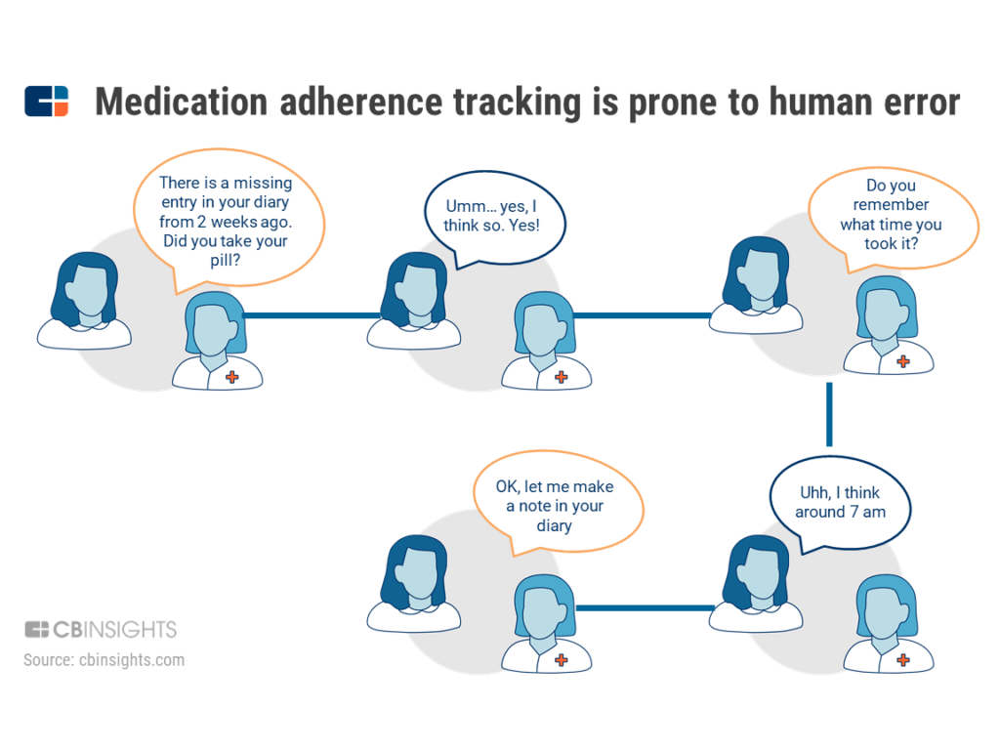 Medication adherence tracking is prone to human error
There is a missing
entry in your diary
from 2 weeks ago.
Did you take your
pill?
Umm... yes, I
think so. Yes!
Do you
remember
what time you
took it?
Uhh, I think
around 7 am
OK, let me make
a note in your
diary
CBINSIGHTS
Source: cbinsights.com